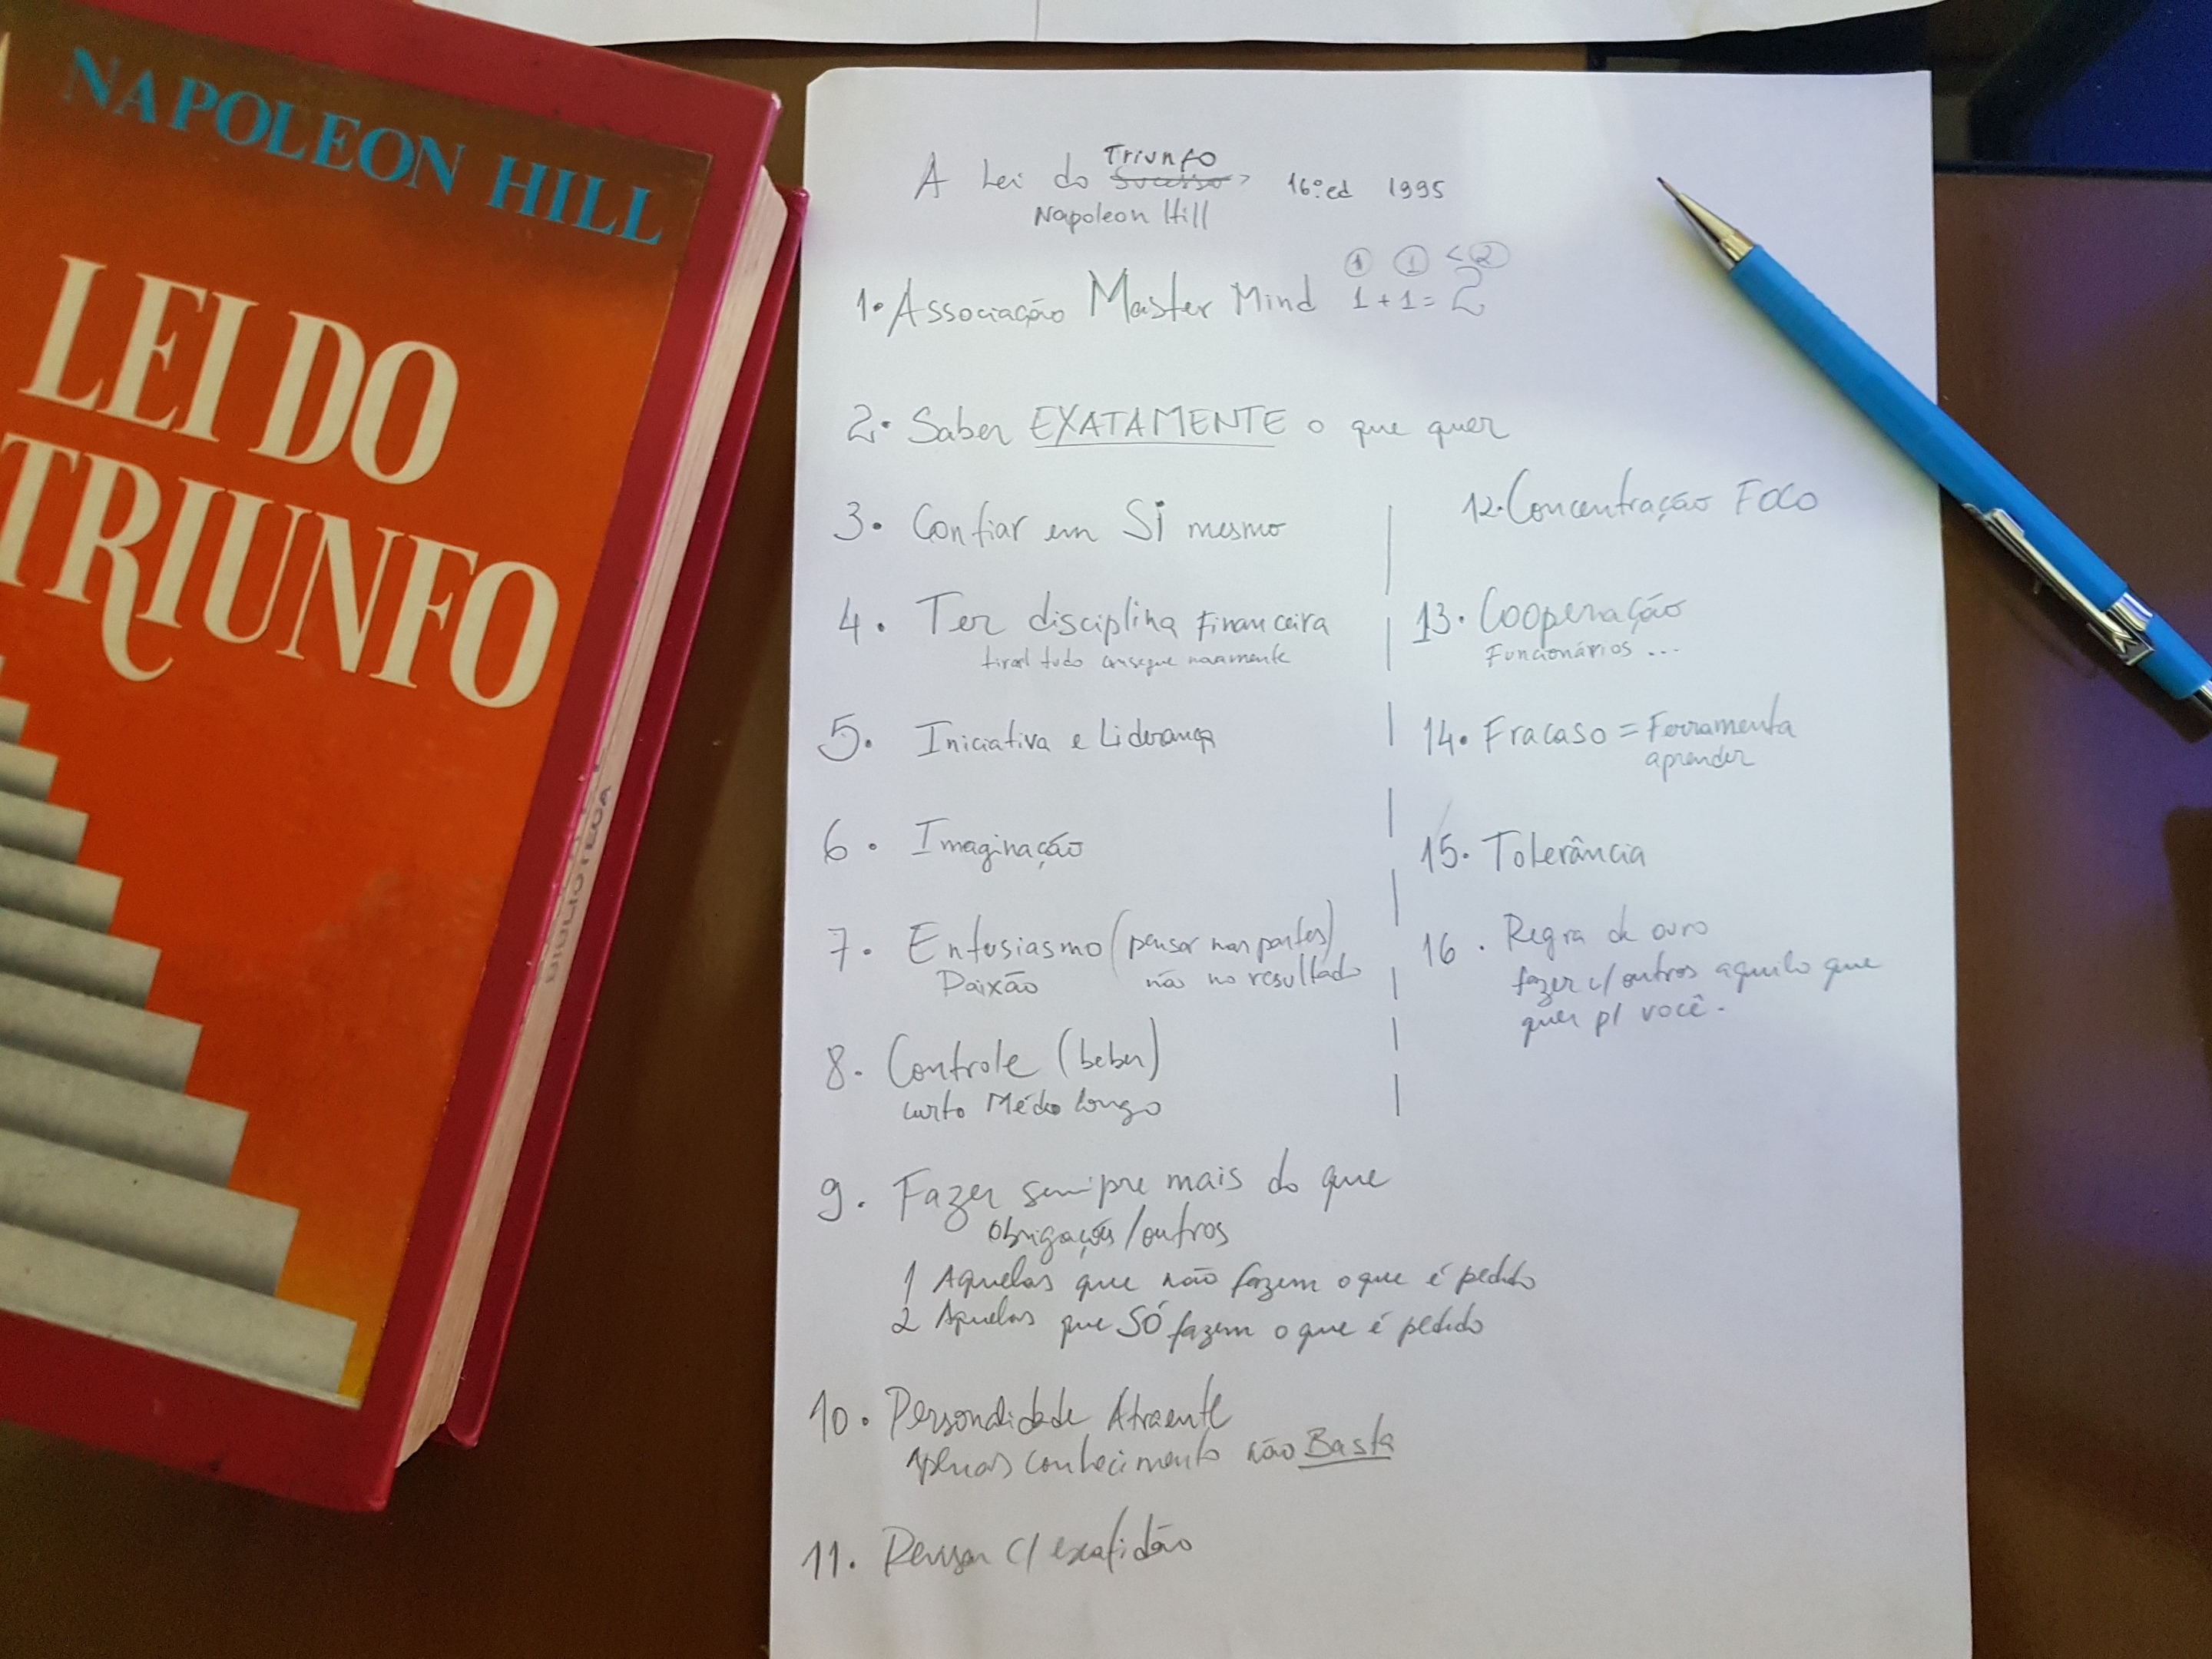 NAPOLEON HILL
LEI DO
TRIUNFO
BIBLIOTECA
A Lei do Sucesso Triunfo 16ºed 1995
Napoleon Hill
1 1 < 2
1. Associação Master Mind 1 + 1 = 2
2. Saber EXATAMENTE o que quer
3. Confiar em Si mesmo
4. Ter disciplina Financeira
tudo consegue novamente
5. Iniciativa e Liderança
6. Imaginação
7. Entusiasmo (pensar nas partes)
Paixão não no resultado
8. Controle (beber)
curto Médio longo
9. Fazer sempre mais do que
obrigações/outros
1 Aquelas que não fazem o que é pedido
2 Aquelas que SÓ fazem o que é pedido
10. Personalidade Atraente
Apenas conhecimento não Basta
11. Pensar c/ exatidão
12. Concentração FOCO
13. Cooperação
Funcionários ...
14. Fracaso = Ferramenta
aprender
15. Tolerância
16. Regra de ouro
fazer c/ outros aquilo que
quer p/ você.